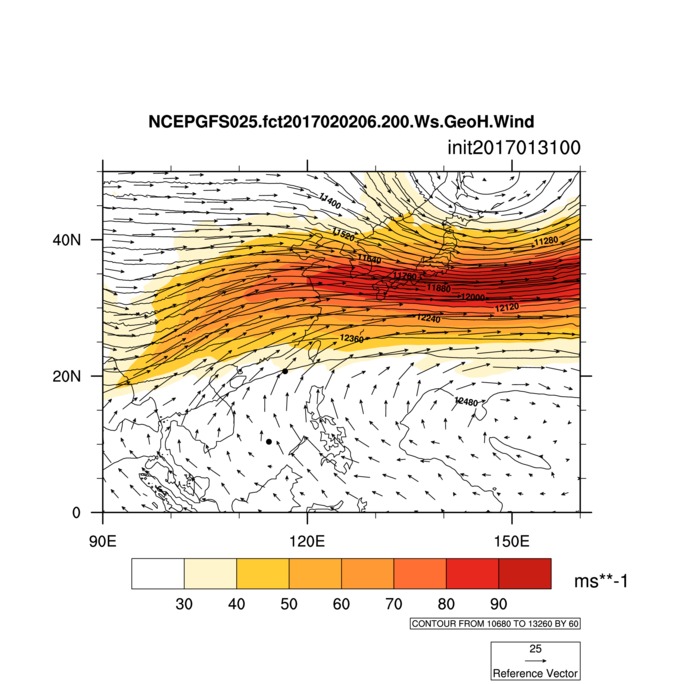 NCEPGFS025.fct2017020206.200.Ws.GeoH.Wind
init2017013100
11400
11520
11280
40N
11640
11760
11880
12000
12120
12240
12360
20N
12480
0
90E 120E 150E
ms**-1
30 40 50 60 70 80 90
CONTOUR FROM 10680 TO 13260 BY 60
25
Reference Vector